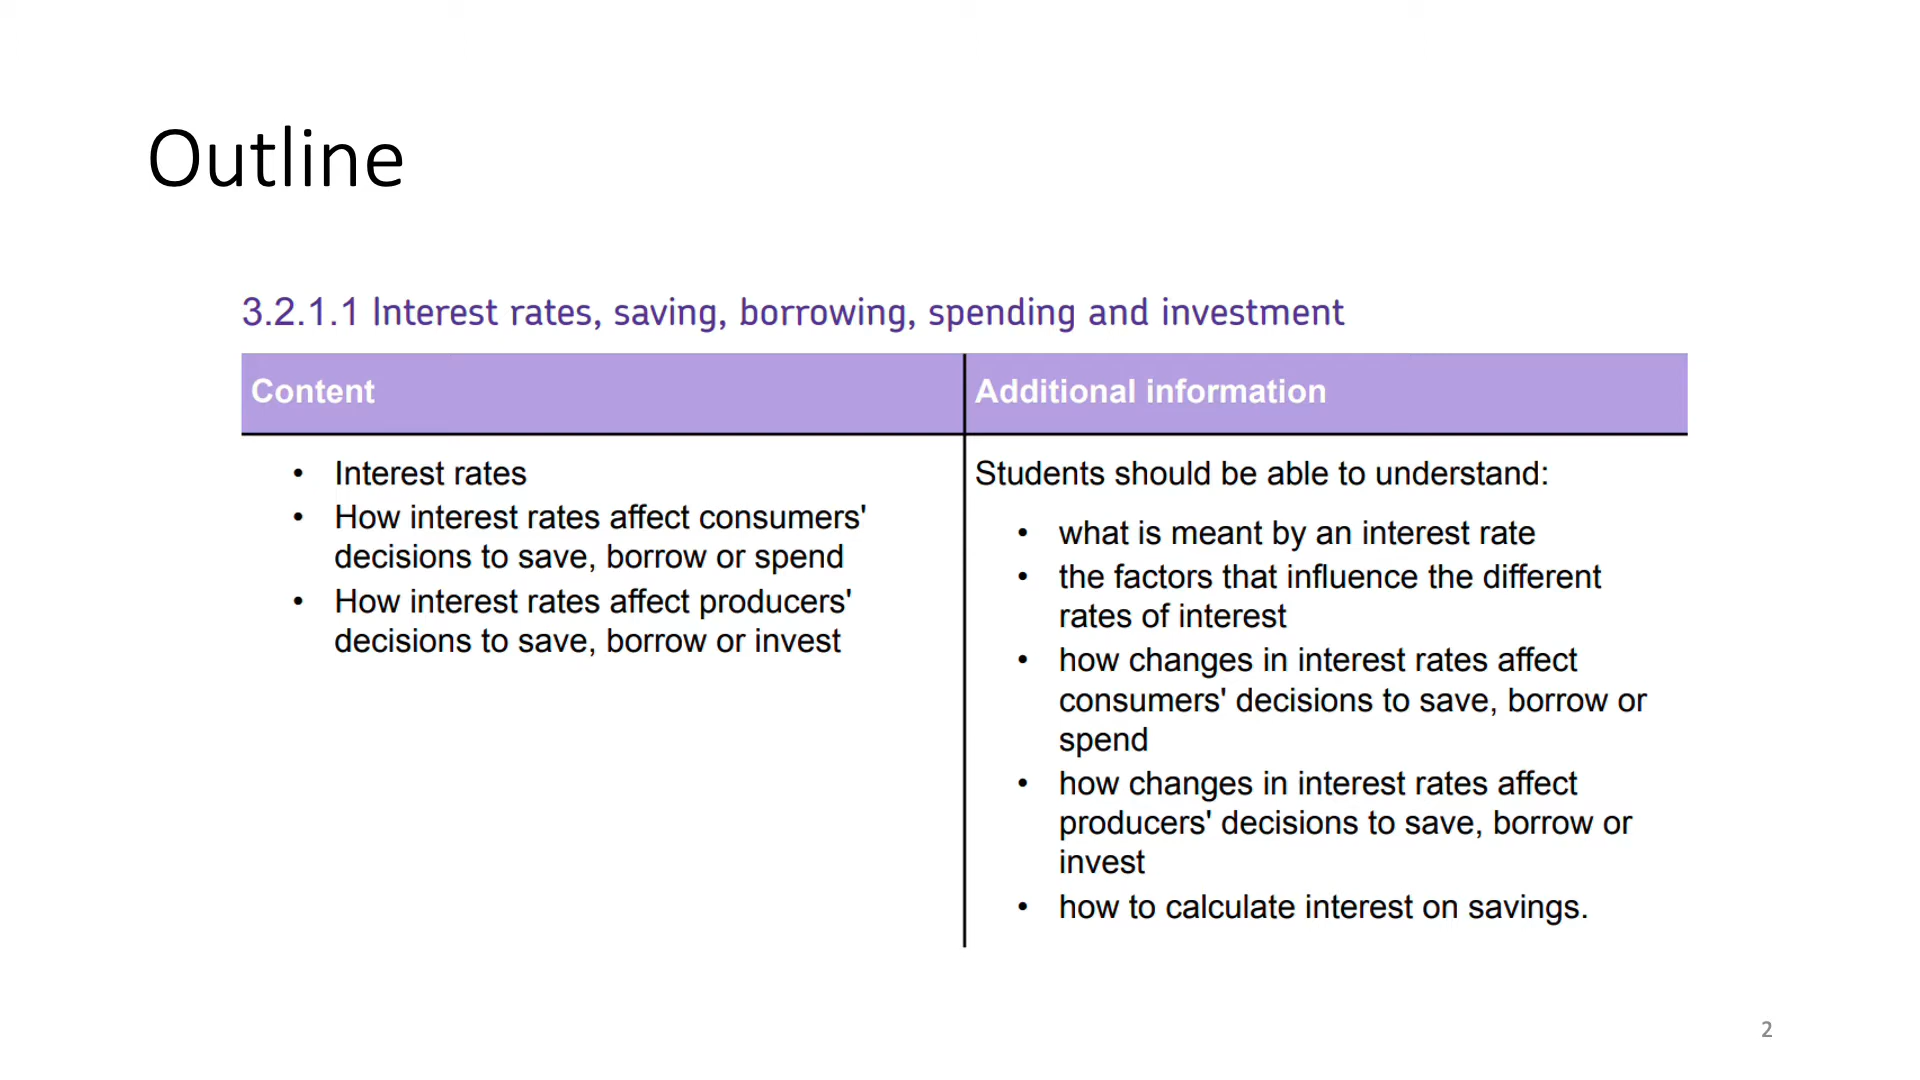 Outline
3.2.1.1 Interest rates, saving, borrowing, spending and investment
Content
Additional information
• Interest rates
• How interest rates affect consumers'
decisions to save, borrow or spend
• How interest rates affect producers'
decisions to save, borrow or invest
Students should be able to understand:
• what is meant by an interest rate
• the factors that influence the different
rates of interest
• how changes in interest rates affect
consumers' decisions to save, borrow or
spend
• how changes in interest rates affect
producers' decisions to save, borrow or
invest
• how to calculate interest on savings.
2